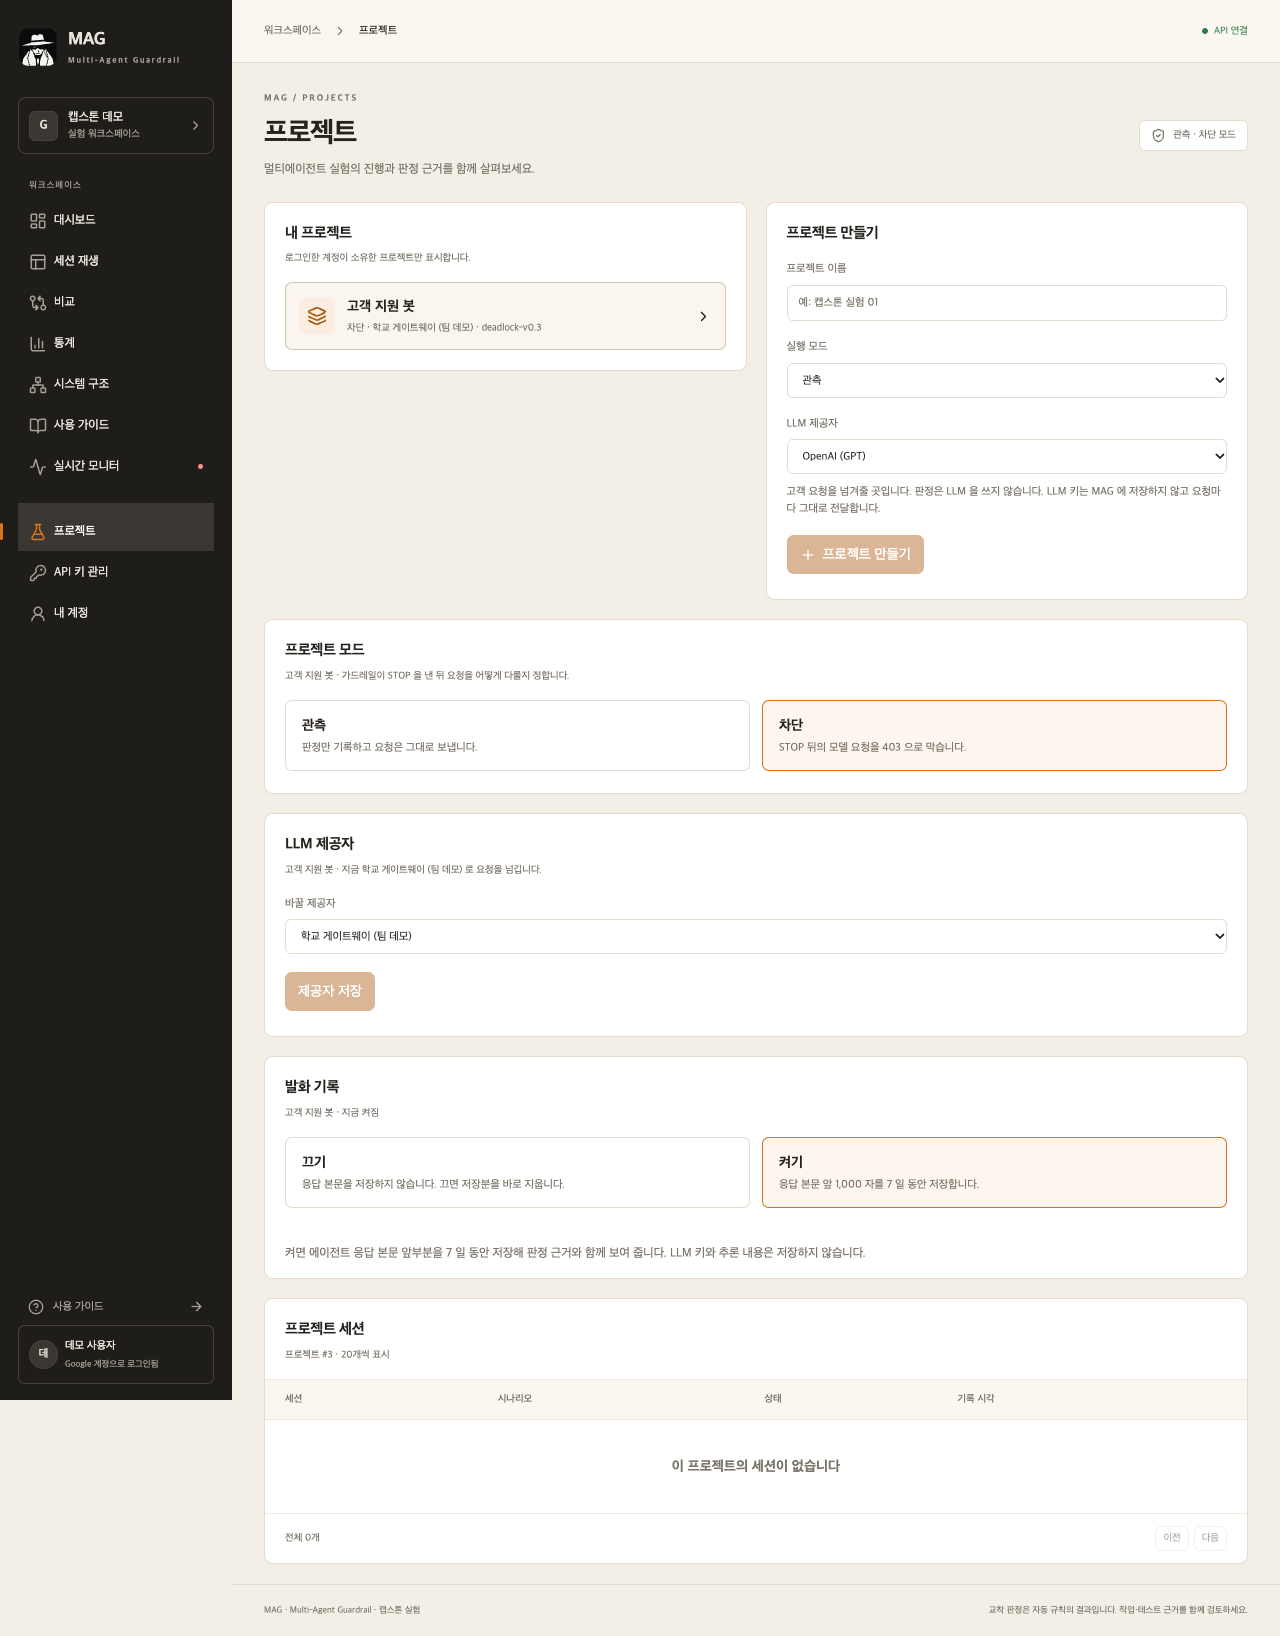 MAG
Multi-Agent Guardrail
G
캡스톤 데모
실험 워크스페이스
워크스페이스
대시보드
세션 재생
비교
통계
시스템 구조
사용 가이드
실시간 모니터
프로젝트
API 키 관리
내 계정
사용 가이드
데
데모 사용자
Google 계정으로 로그인됨
워크스페이스
프로젝트
API 연결
MAG / PROJECTS
프로젝트
멀티에이전트 실험의 진행과 판정 근거를 함께 살펴보세요.
관측 · 차단 모드
내 프로젝트
로그인한 계정이 소유한 프로젝트만 표시합니다.
고객 지원 봇
차단 · 학교 게이트웨이 (팀 데모) · deadlock-v0.3
프로젝트 만들기
프로젝트 이름
예: 캡스톤 실험 01
실행 모드
관측
LLM 제공자
OpenAI (GPT)
고객 요청을 넘겨줄 곳입니다. 판정은 LLM 을 쓰지 않습니다. LLM 키는 MAG 에 저장하지 않고 요청마
다 그대로 전달합니다.
프로젝트 만들기
프로젝트 모드
고객 지원 봇 · 가드레일이 STOP 을 낸 뒤 요청을 어떻게 다룰지 정합니다.
관측
판정만 기록하고 요청은 그대로 보냅니다.
차단
STOP 뒤의 모델 요청을 403 으로 막습니다.
LLM 제공자
고객 지원 봇 · 지금 학교 게이트웨이 (팀 데모) 로 요청을 넘깁니다.
바꿀 제공자
학교 게이트웨이 (팀 데모)
제공자 저장
발화 기록
고객 지원 봇 · 지금 켜짐
끄기
응답 본문을 저장하지 않습니다. 끄면 저장분을 바로 지웁니다.
켜기
응답 본문 앞 1,000 자를 7 일 동안 저장합니다.
켜면 에이전트 응답 본문 앞부분을 7 일 동안 저장해 판정 근거와 함께 보여 줍니다. LLM 키와 추론 내용은 저장하지 않습니다.
프로젝트 세션
프로젝트 #3 · 20개씩 표시
세션
시나리오
상태
기록 시각
이 프로젝트의 세션이 없습니다
전체 0개
이전
다음
MAG · Multi-Agent Guardrail · 캡스톤 실험
교착 판정은 자동 규칙의 결과입니다. 작업·테스트 근거를 함께 검토하세요.